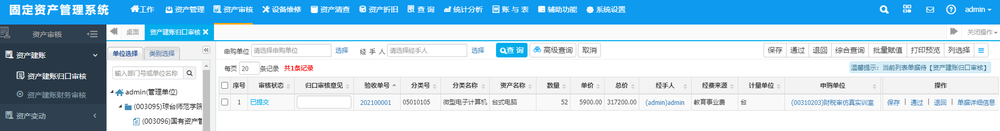 固定资产管理系统 工作 资产管理 资产审核 设备维修 资产清查 资产折旧 查 询 统计分析 账 与 表 辅助功能 系统设置 admin
资产审核 桌面 资产建账归口审核 关闭操作
资产建账
资产建账归口审核
资产建账财务审核
资产变动
单位选择 类别选择
输入部门号或单位名称
admin(管理单位)
(003095)琼台师范学院
(003096)国有资产管
申购单位 请选择申购单位 选择 经 手 人 请选择经手人 选择 查 询 高级查询 取消 保存 通过 退回 综合查询 批量赋值 打印预览 列选择
每页 20 条记录 共1条记录 温馨提示：当前列表单据待【资产建账归口审核】
序号 审核状态 归口审核意见 验收单号 分类号 分类名称 资产名称 数量 单价 总价 经手人 经费来源 计量单位 申购单位 操作
1 已提交 202100001 05010105 微型电子计算机 台式电脑 52 5900.00 317200.00 (admin)admin 教育事业费 台 (00310203)财税审仿真实训室 保存 | 通过 | 退回 | 单据详细信息